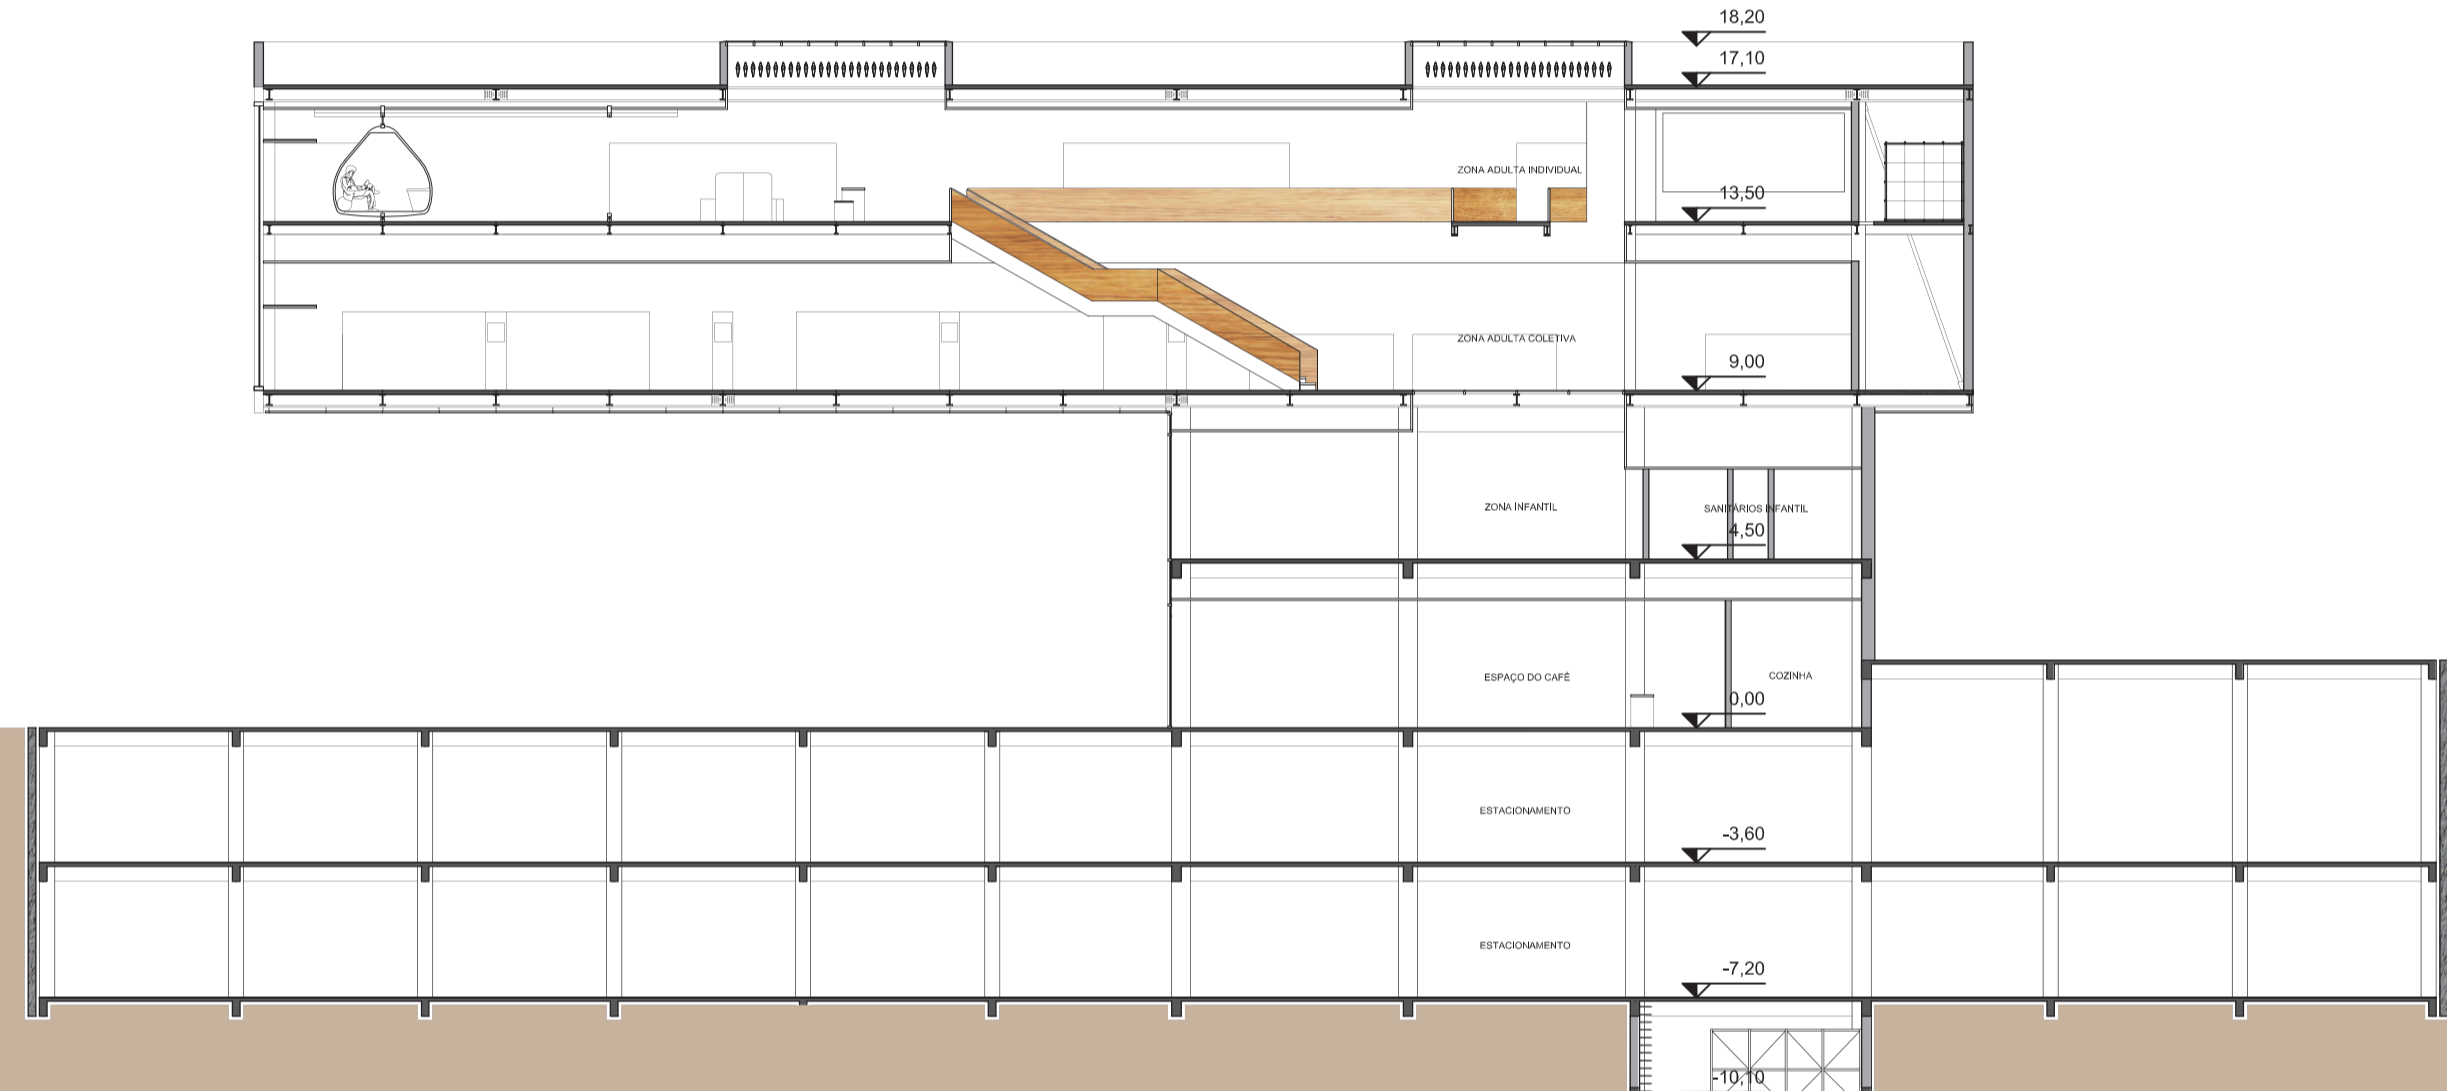 18,20
17,10
ZONA ADULTA INDIVIDUAL
13,50
ZONA ADULTA COLETIVA
9,00
ZONA INFANTIL
SANITÁRIOS INFANTIL
4,50
ESPAÇO DO CAFÉ
COZINHA
0,00
ESTACIONAMENTO
-3,60
ESTACIONAMENTO
-7,20
-10,10